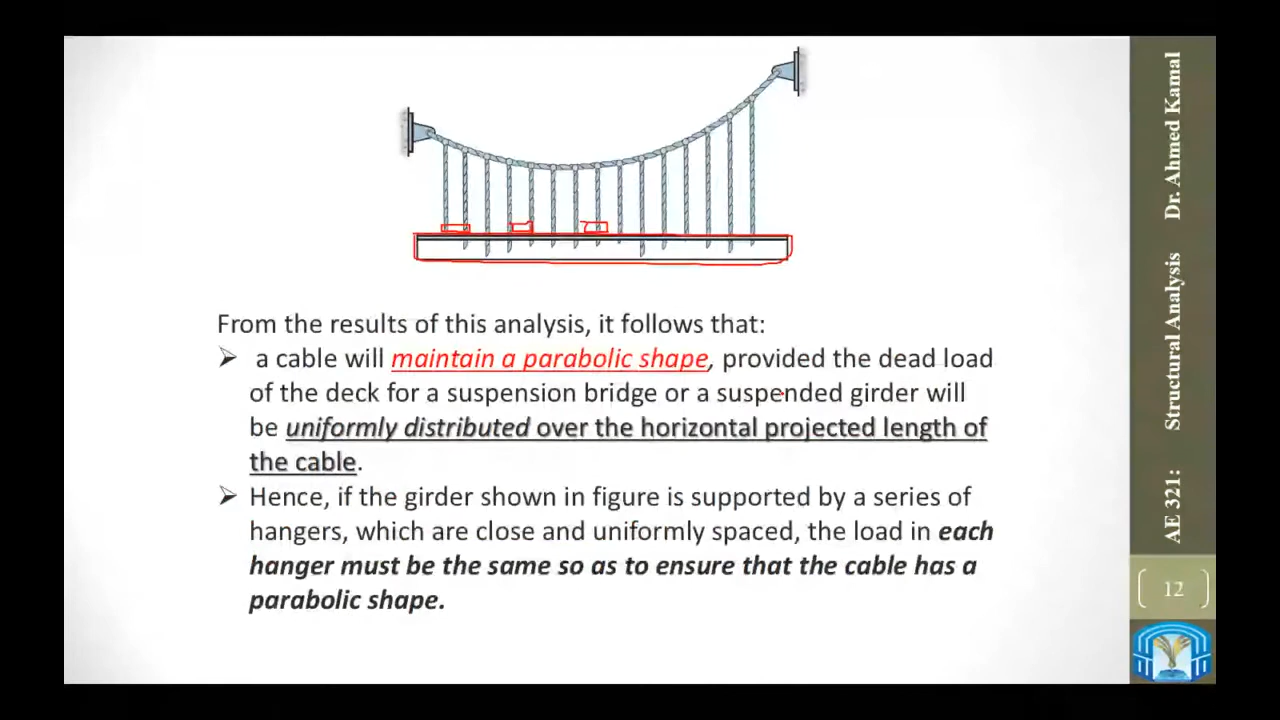 From the results of this analysis, it follows that:
➢ a cable will maintain a parabolic shape, provided the dead load
of the deck for a suspension bridge or a suspended girder will
be uniformly distributed over the horizontal projected length of
the cable.
➢ Hence, if the girder shown in figure is supported by a series of
hangers, which are close and uniformly spaced, the load in each
hanger must be the same so as to ensure that the cable has a
parabolic shape.
AE 321: Structural Analysis Dr. Ahmed Kamal
12